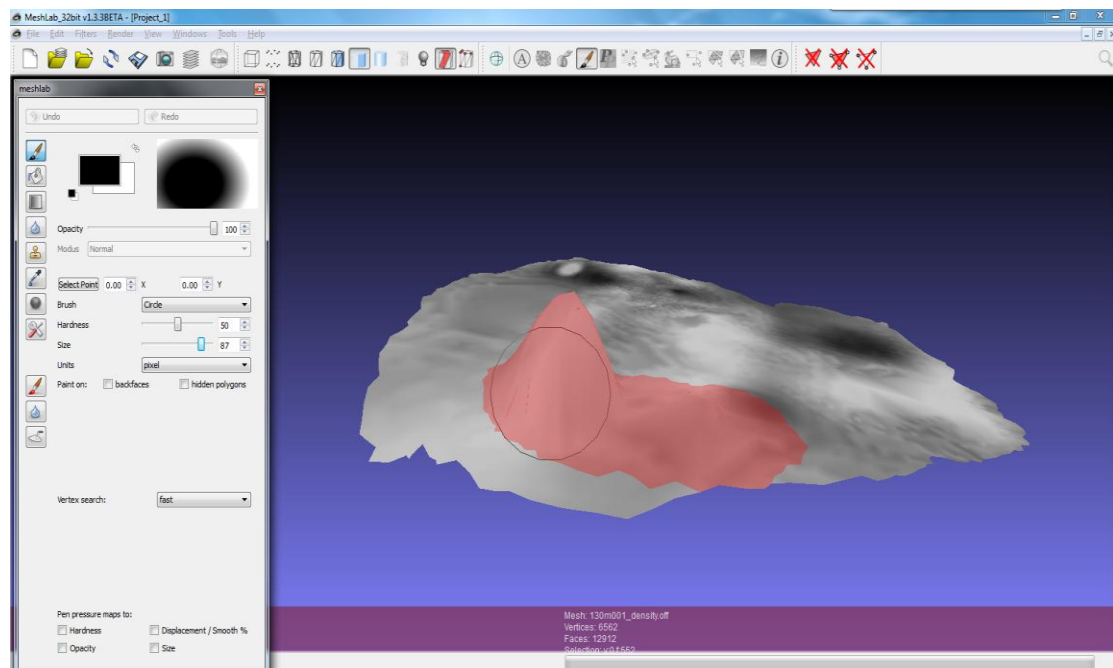 MeshLab_32bit v1.3.3BETA - [Project_1]
File Edit Filters Render View Windows Tools Help
meshlab
Undo Redo
Opacity 100
Modus Normal
Select Point 0.00 X 0.00 Y
Brush Circle
Hardness 50
Size 87
Units pixel
Paint on: backfaces hidden polygons
Vertex search: fast
Pen pressure maps to:
Hardness Displacement / Smooth %
Opacity Size
Mesh: 130m001_density.off
Vertices: 6562
Faces: 12912
Selection: v:0 f:552